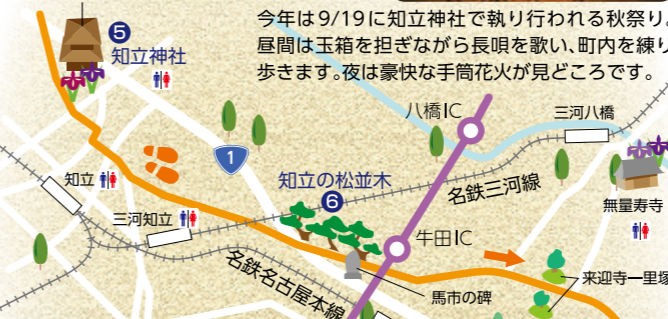 今年は9/19に知立神社で執り行われる秋祭り。
昼間は玉箱を担ぎながら長唄を歌い、町内を練り
歩きます。夜は豪快な手筒花火が見どころです。
5
知立神社
八橋IC
三河八橋
1
知立
知立の松並木
6
名鉄三河線
無量寿寺
三河知立
牛田IC
名鉄名古屋本線
来迎寺一里塚
馬市の碑